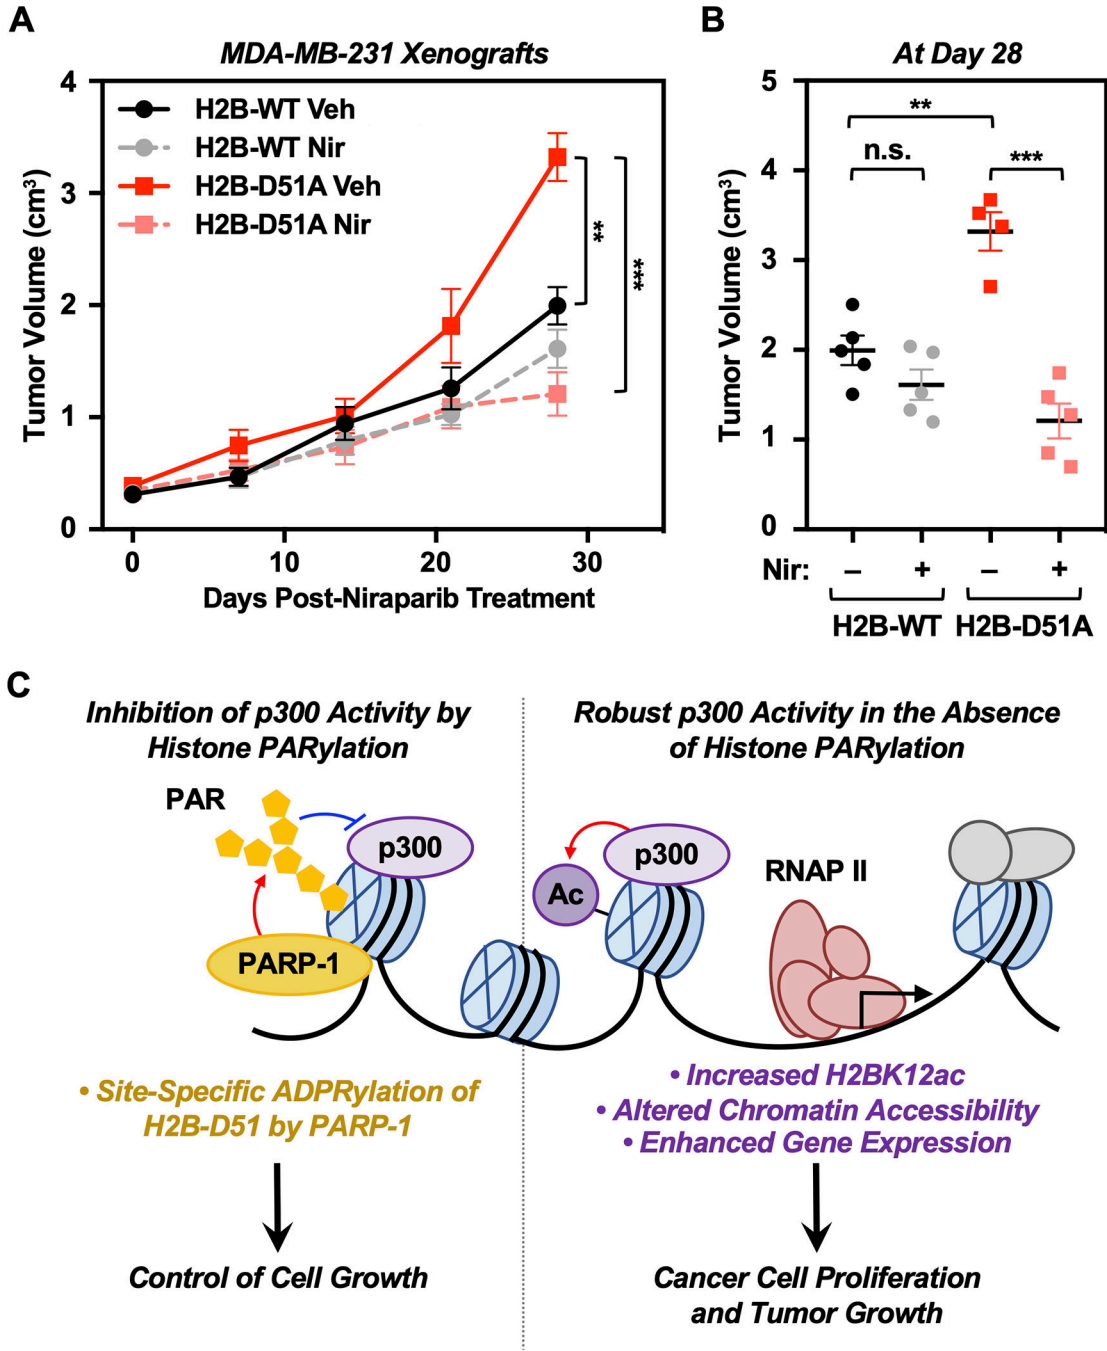 A
MDA-MB-231 Xenografts
4
3
2
1
0
Tumor Volume (cm³)
H2B-WT Veh
H2B-WT Nir
H2B-D51A Veh
H2B-D51A Nir
**
***
0
10
20
30
Days Post-Niraparib Treatment
B
At Day 28
5
4
3
2
1
0
Tumor Volume (cm³)
**
n.s.
***
Nir: – + – +
H2B-WT H2B-D51A
C
Inhibition of p300 Activity by
Histone PARylation
PAR
p300
PARP-1
• Site-Specific ADPRylation of
H2B-D51 by PARP-1
Control of Cell Growth
Robust p300 Activity in the Absence
of Histone PARylation
p300
Ac
RNAP II
• Increased H2BK12ac
• Altered Chromatin Accessibility
• Enhanced Gene Expression
Cancer Cell Proliferation
and Tumor Growth